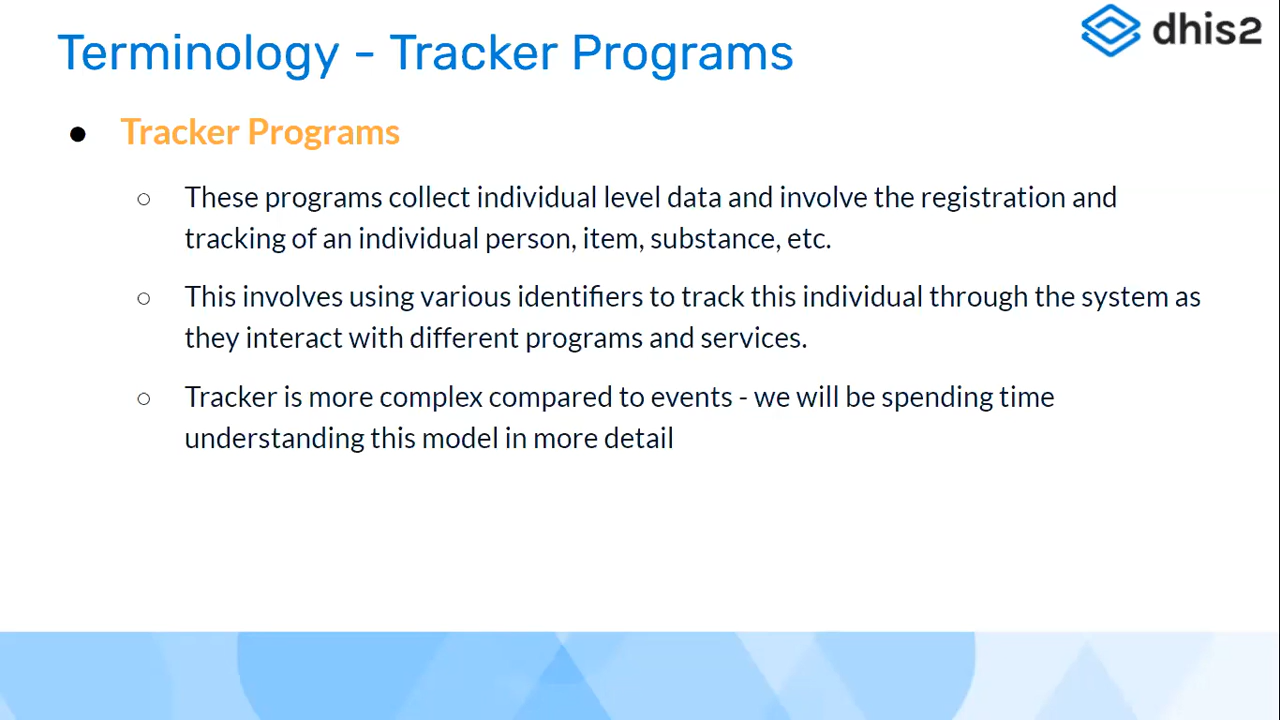 Terminology - Tracker Programs
dhis2
● Tracker Programs
○ These programs collect individual level data and involve the registration and
tracking of an individual person, item, substance, etc.
○ This involves using various identifiers to track this individual through the system as
they interact with different programs and services.
○ Tracker is more complex compared to events - we will be spending time
understanding this model in more detail